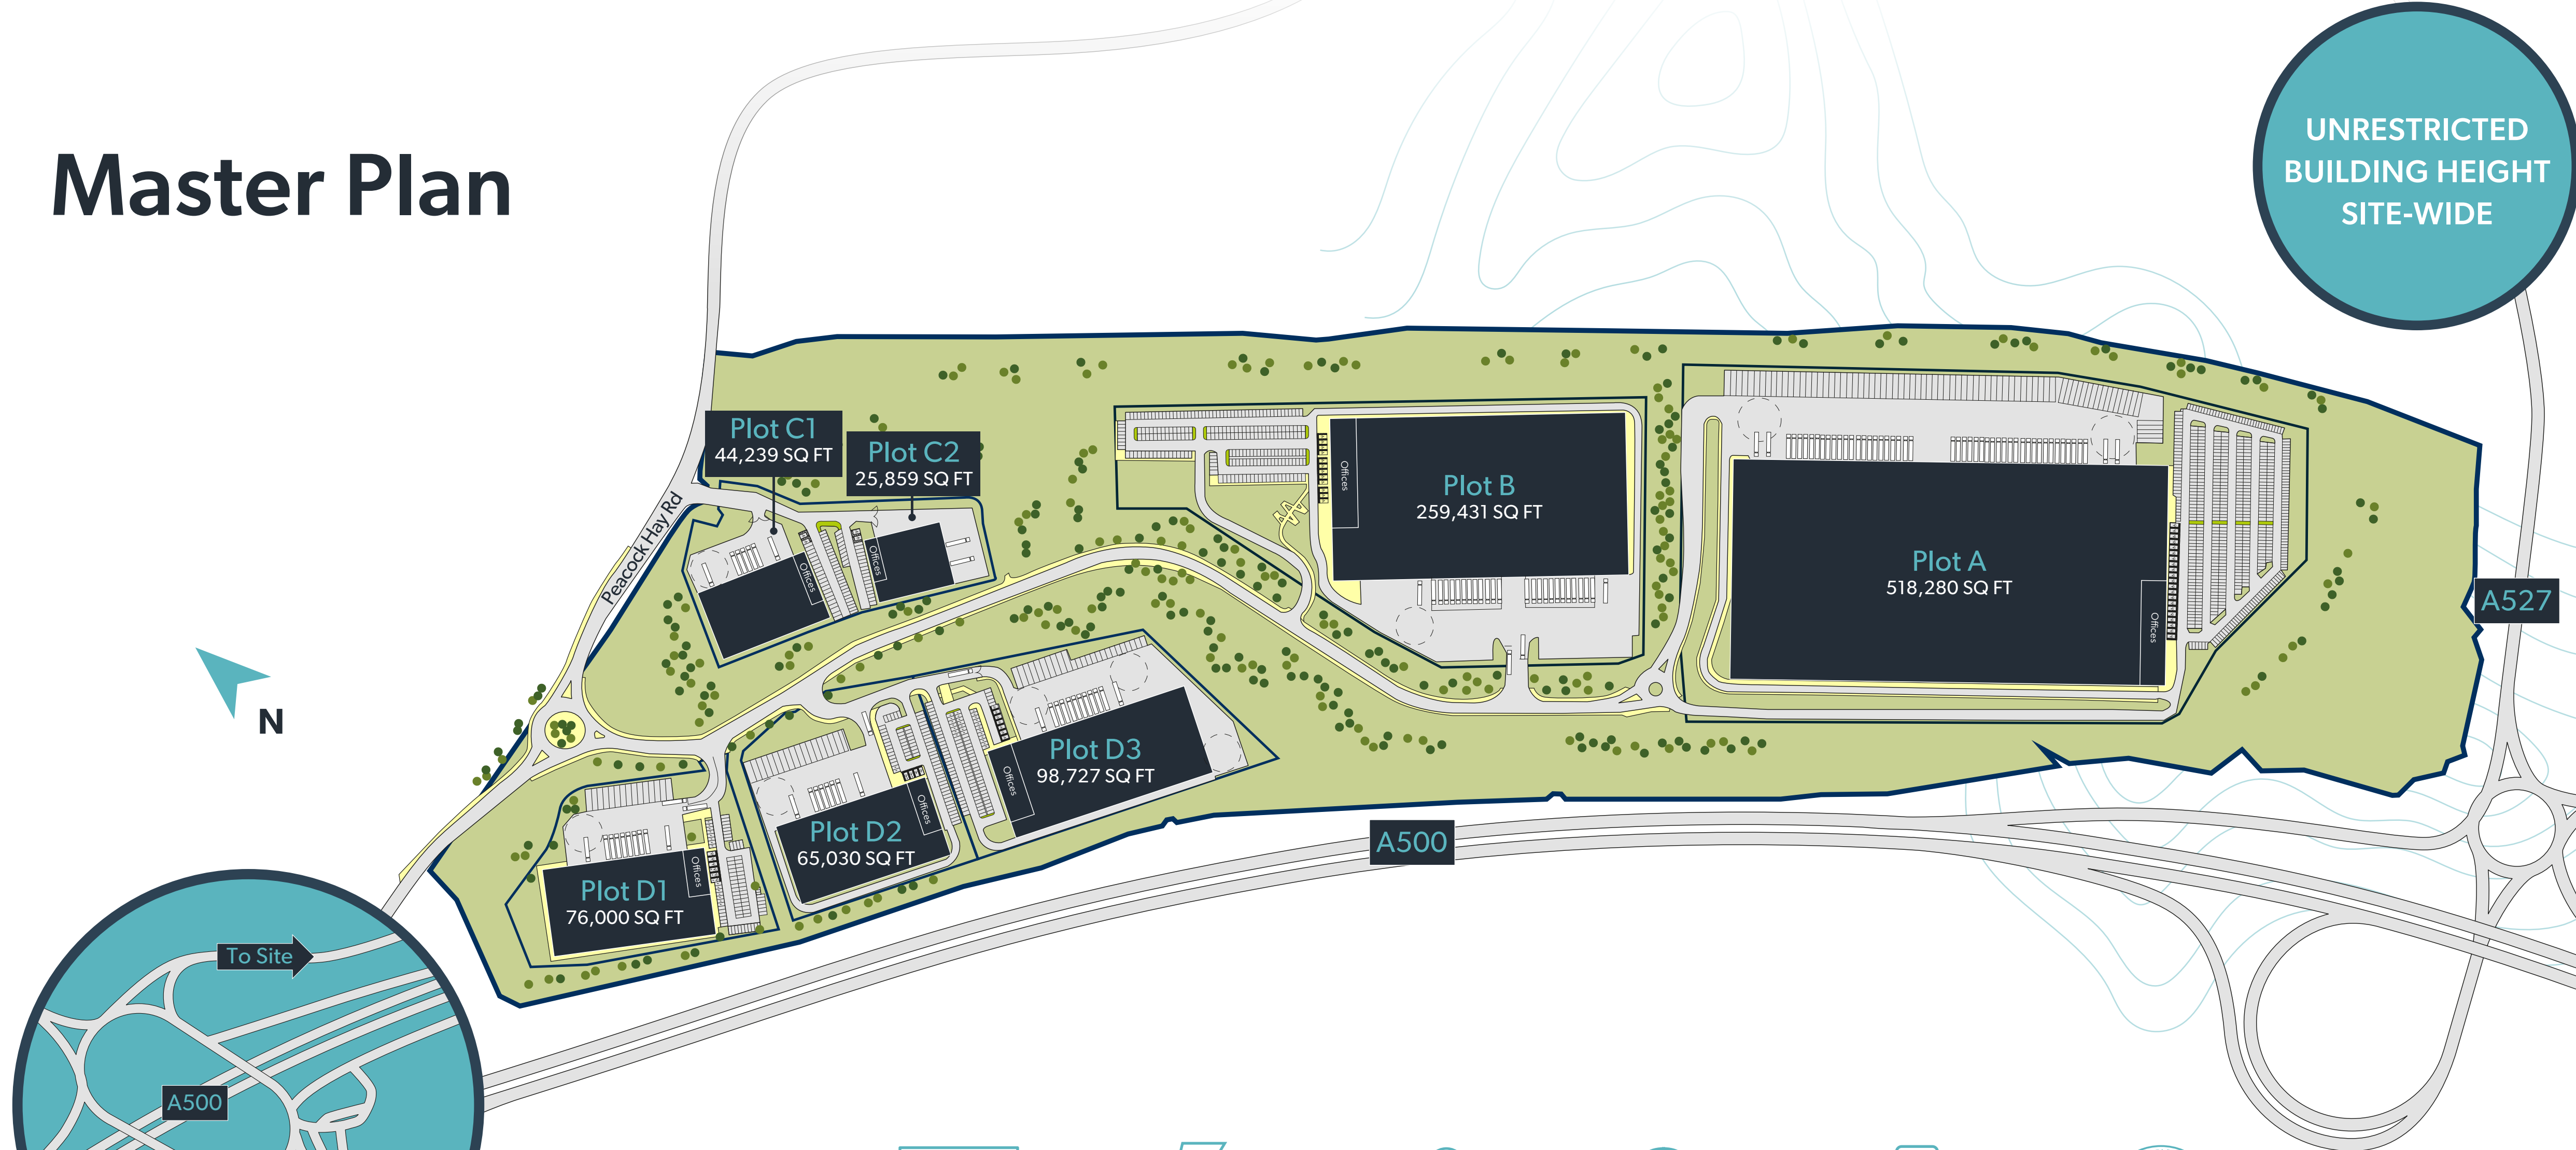 Master Plan
UNRESTRICTED
BUILDING HEIGHT
SITE-WIDE
Plot C1
44,239 SQ FT
Plot C2
25,859 SQ FT
Offices
Offices
Peacock Hay Rd
Plot B
259,431 SQ FT
Offices
Plot A
518,280 SQ FT
Offices
A527
N
Plot D3
98,727 SQ FT
Offices
Plot D2
65,030 SQ FT
Offices
Plot D1
76,000 SQ FT
Offices
A500
To Site
A500